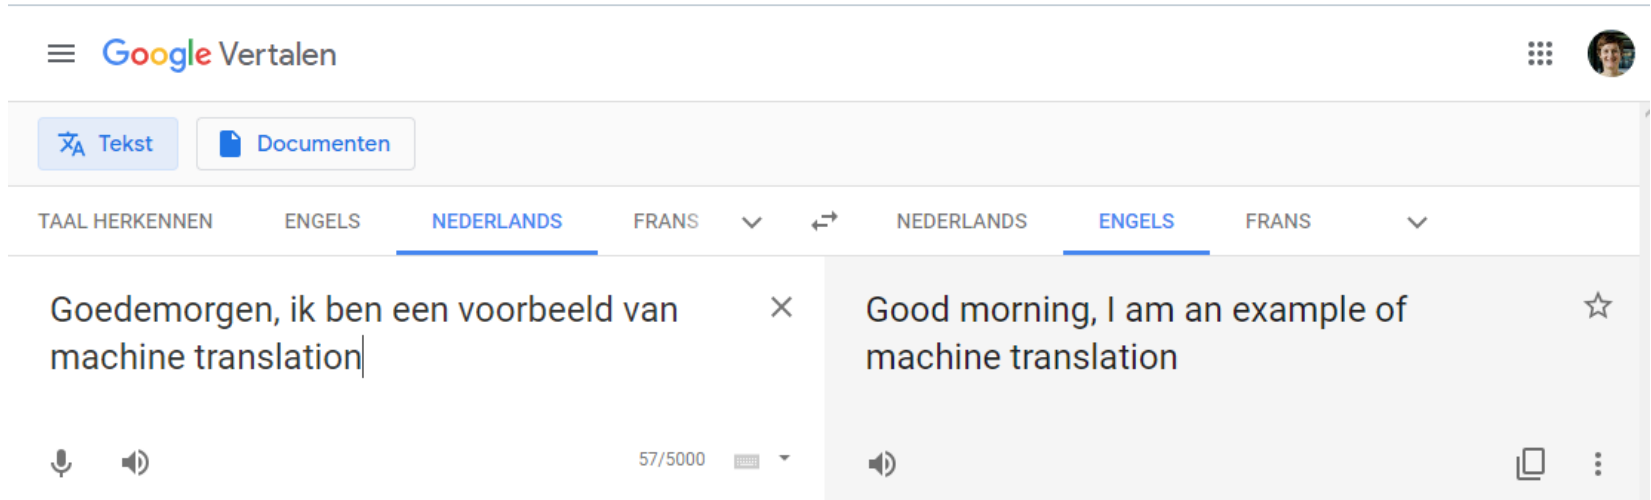 Google Vertalen
Tekst
Documenten
TAAL HERKENNEN ENGELS NEDERLANDS FRANS NEDERLANDS ENGELS FRANS
Goedemorgen, ik ben een voorbeeld van
machine translation
57/5000
Good morning, I am an example of
machine translation